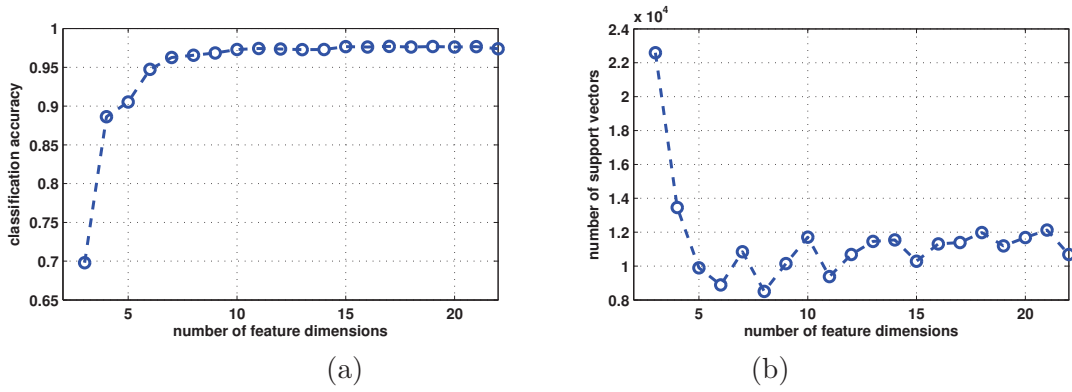 1
0.95
0.9
0.85
0.8
0.75
0.7
0.65
classification accuracy
5 10 15 20
number of feature dimensions
(a)
x 10^4
2.4
2.2
2
1.8
1.6
1.4
1.2
1
0.8
number of support vectors
5 10 15 20
number of feature dimensions
(b)